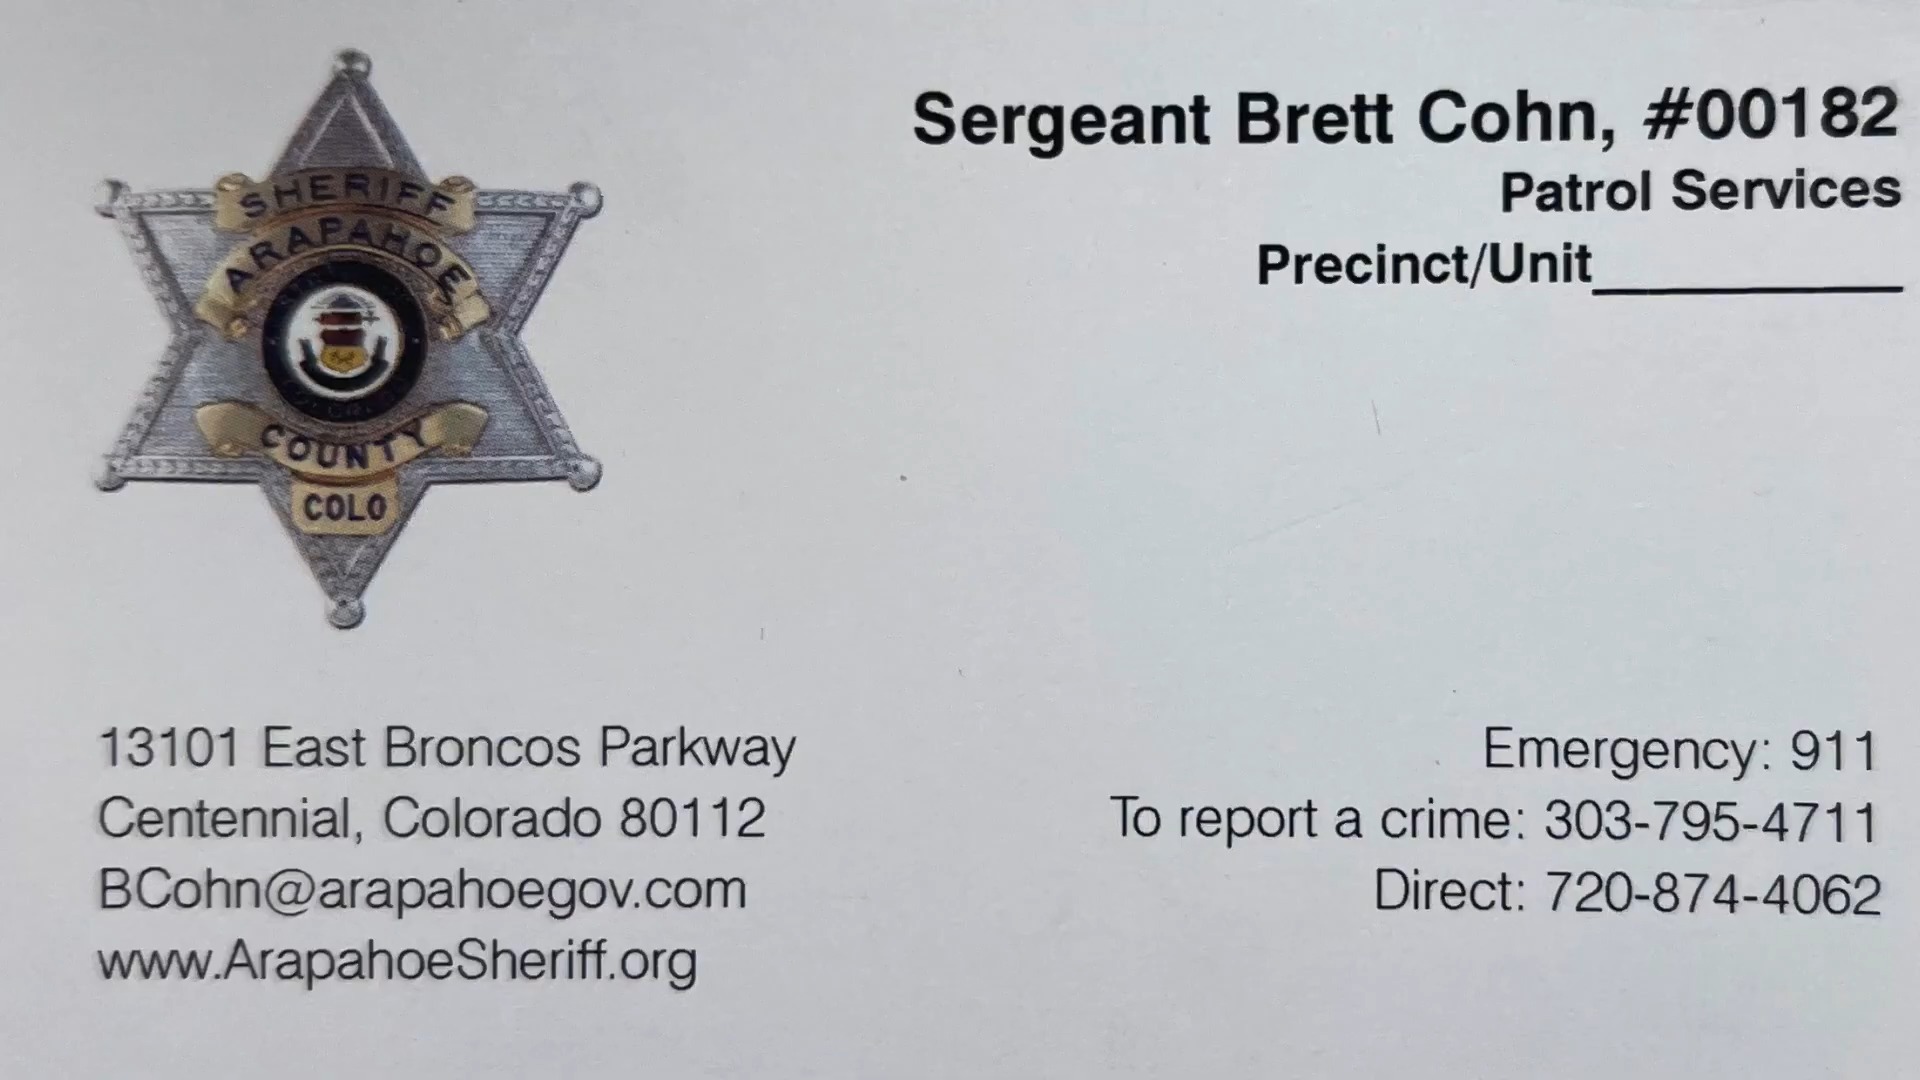 SHERIFF
ARAPAHOE
COUNTY
COLO
Sergeant Brett Cohn, #00182
Patrol Services
Precinct/Unit__________
13101 East Broncos Parkway
Centennial, Colorado 80112
BCohn@arapahoegov.com
www.ArapahoeSheriff.org
Emergency: 911
To report a crime: 303-795-4711
Direct: 720-874-4062